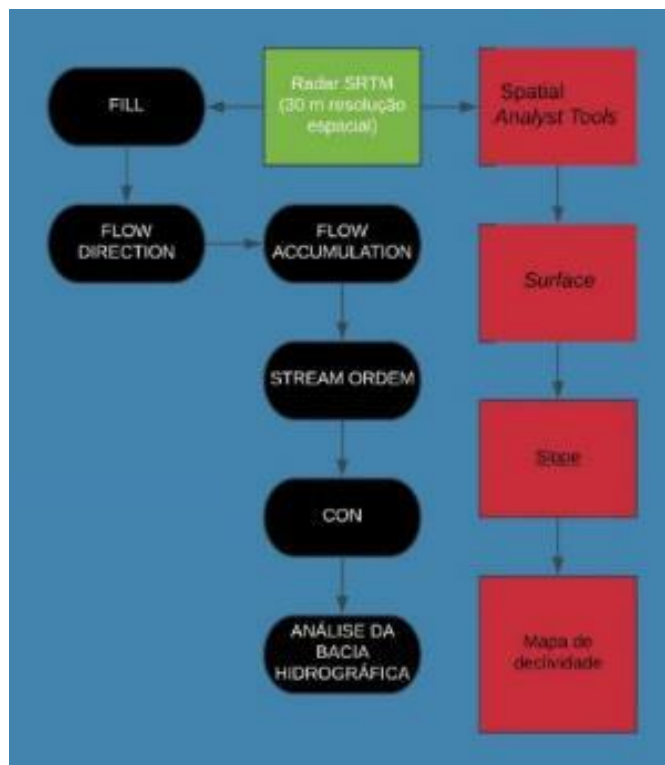 Radar SRTM
(30 m resolução
espacial)
FILL
Spatial
Analyst Tools
FLOW
DIRECTION
FLOW
ACCUMULATION
Surface
STREAM ORDEM
Slope
CON
ANÁLISE DA
BACIA
HIDROGRÁFICA
Mapa de
declividade